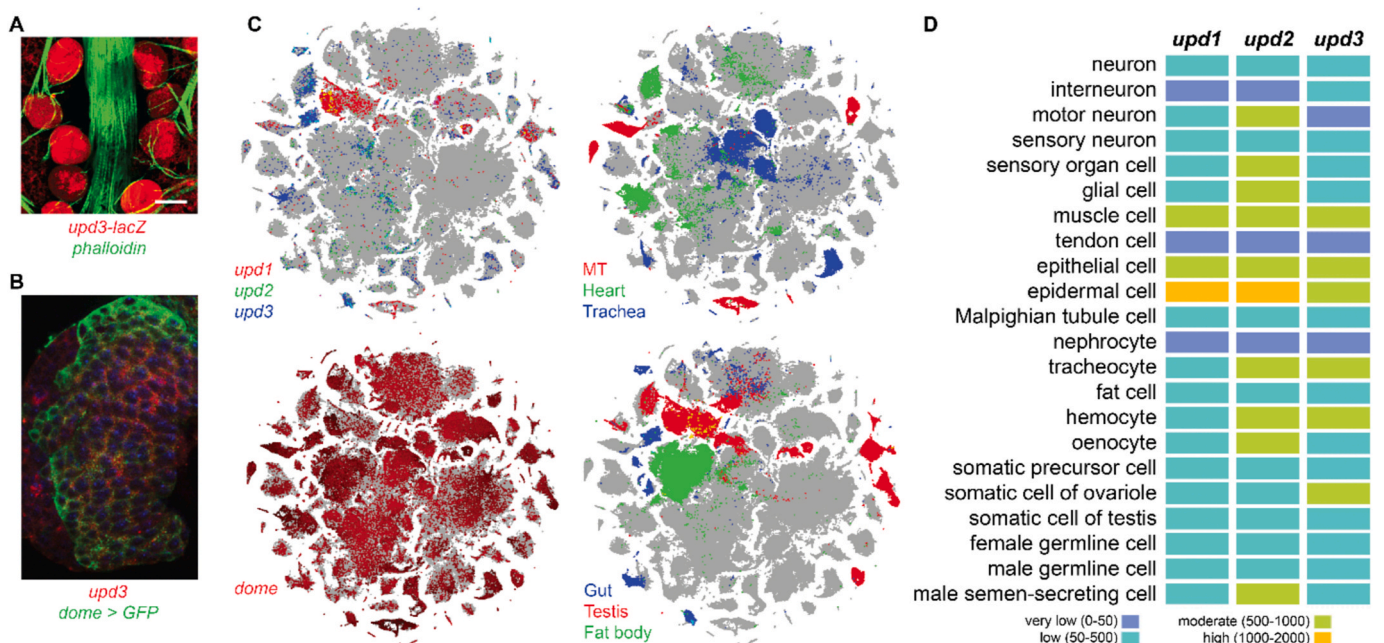 A
upd3-lacZ
phalloidin
B
upd3
dome > GFP
C
upd1
upd2
upd3
MT
Heart
Trachea
dome
Gut
Testis
Fat body
D
upd1 upd2 upd3
neuron
interneuron
motor neuron
sensory neuron
sensory organ cell
glial cell
muscle cell
tendon cell
epithelial cell
epidermal cell
Malpighian tubule cell
nephrocyte
tracheocyte
fat cell
hemocyte
oenocyte
somatic precursor cell
somatic cell of ovariole
somatic cell of testis
female germline cell
male germline cell
male semen-secreting cell
very low (0-50) moderate (500-1000)
low (50-500) high (1000-2000)